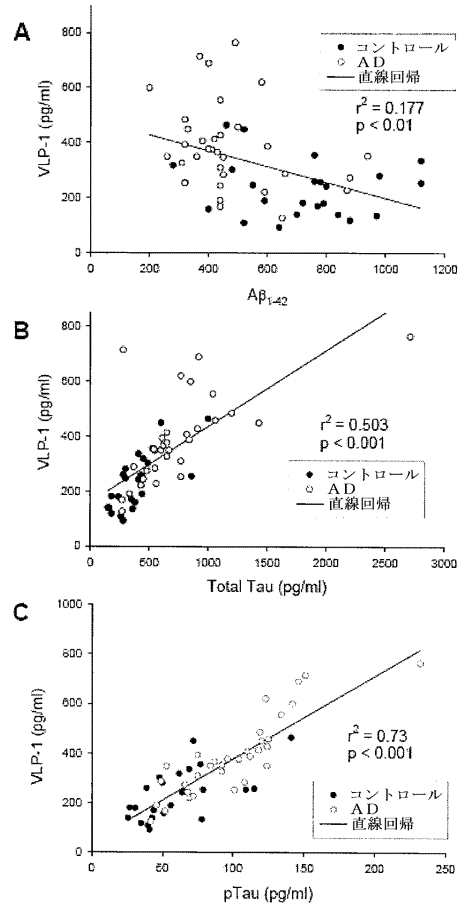 A
800
600
400
200
0
VLP-1 (pg/ml)
● コントロール
○ AD
— 直線回帰
r² = 0.177
p < 0.01
0 200 400 600 800 1000 1200
Aβ₁₋₄₂
B
800
600
400
200
0
VLP-1 (pg/ml)
r² = 0.503
p < 0.001
● コントロール
○ AD
— 直線回帰
0 500 1000 1500 2000 2500 3000
Total Tau (pg/ml)
C
1000
800
600
400
200
0
VLP-1 (pg/ml)
r² = 0.73
p < 0.001
● コントロール
○ AD
— 直線回帰
0 50 100 150 200 250
pTau (pg/ml)